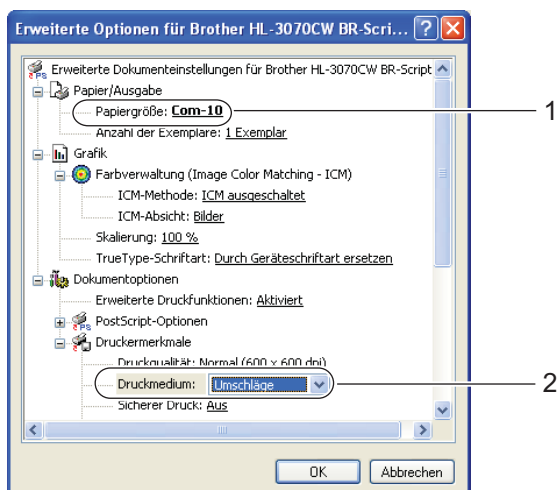 Erweiterte Optionen für Brother HL-3070CW BR-Scri...
Erweiterte Dokumenteinstellungen für Brother HL-3070CW BR-Script
Papier/Ausgabe
Papiergröße: Com-10
1
Anzahl der Exemplare: 1 Exemplar
Grafik
Farbverwaltung (Image Color Matching - ICM)
ICM-Methode: ICM ausgeschaltet
ICM-Absicht: Bilder
Skalierung: 100 %
TrueType-Schriftart: Durch Geräteschriftart ersetzen
Dokumentoptionen
Erweiterte Druckfunktionen: Aktiviert
PostScript-Optionen
Druckermerkmale
Druckqualität: Normal (600 x 600 dpi)
Druckmedium: Umschläge
2
Sicherer Druck: Aus
OK Abbrechen